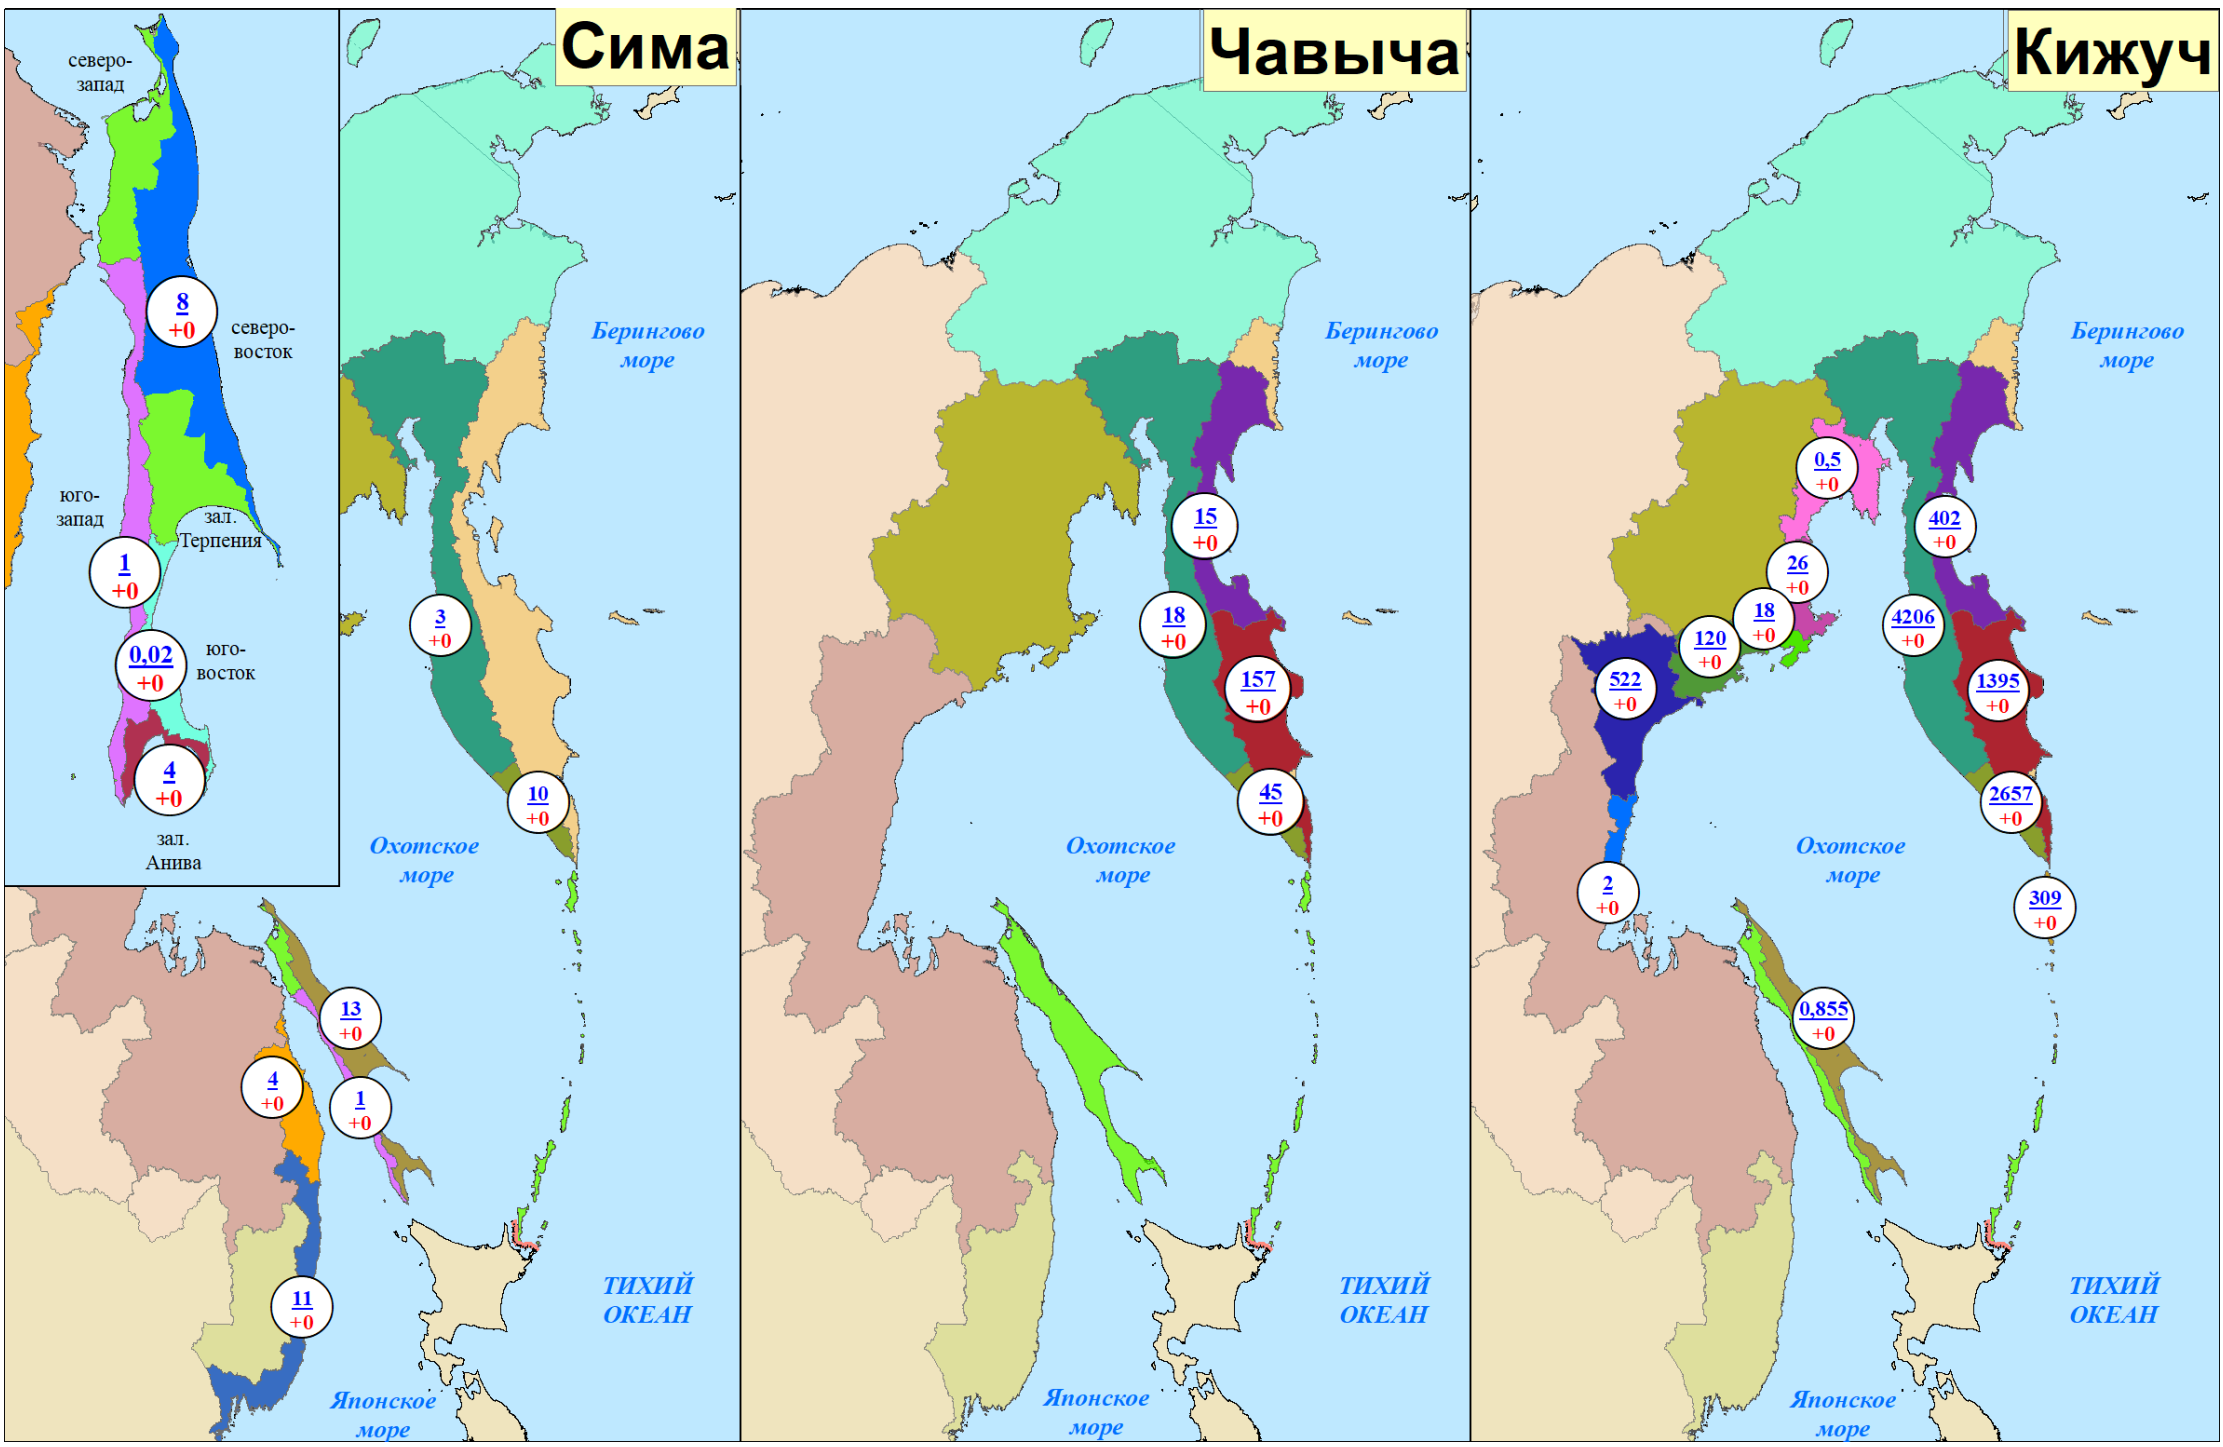 Сима
северо-
запад
8
+0
северо-
восток
юго-
запад
зал.
Терпения
1
+0
0,02
+0
юго-
восток
4
+0
зал.
Анива
Берингово
море
3
+0
10
+0
Охотское
море
13
+0
4
+0
1
+0
11
+0
ТИХИЙ
ОКЕАН
Японское
море
Чавыча
Берингово
море
15
+0
18
+0
157
+0
45
+0
Охотское
море
ТИХИЙ
ОКЕАН
Японское
море
Кижуч
Берингово
море
0,5
+0
402
+0
26
+0
18
+0
4206
+0
120
+0
522
+0
1395
+0
2657
+0
Охотское
море
2
+0
309
+0
0,855
+0
ТИХИЙ
ОКЕАН
Японское
море